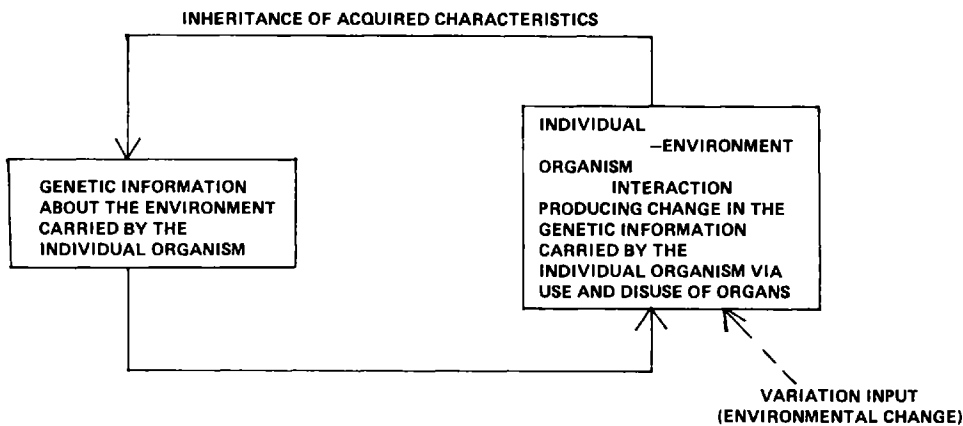 INHERITANCE OF ACQUIRED CHARACTERISTICS
GENETIC INFORMATION
ABOUT THE ENVIRONMENT
CARRIED BY THE
INDIVIDUAL ORGANISM
INDIVIDUAL
–ENVIRONMENT
ORGANISM
INTERACTION
PRODUCING CHANGE IN THE
GENETIC INFORMATION
CARRIED BY THE
INDIVIDUAL ORGANISM VIA
USE AND DISUSE OF ORGANS
VARIATION INPUT
(ENVIRONMENTAL CHANGE)